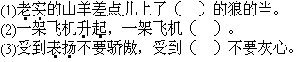 (1)老实的山羊差点儿上了（ ）的狼的当。
(2)一架飞机升起，一架飞机（ ）。
(3)受到表扬不要骄傲，受到（ ）不要灰心。